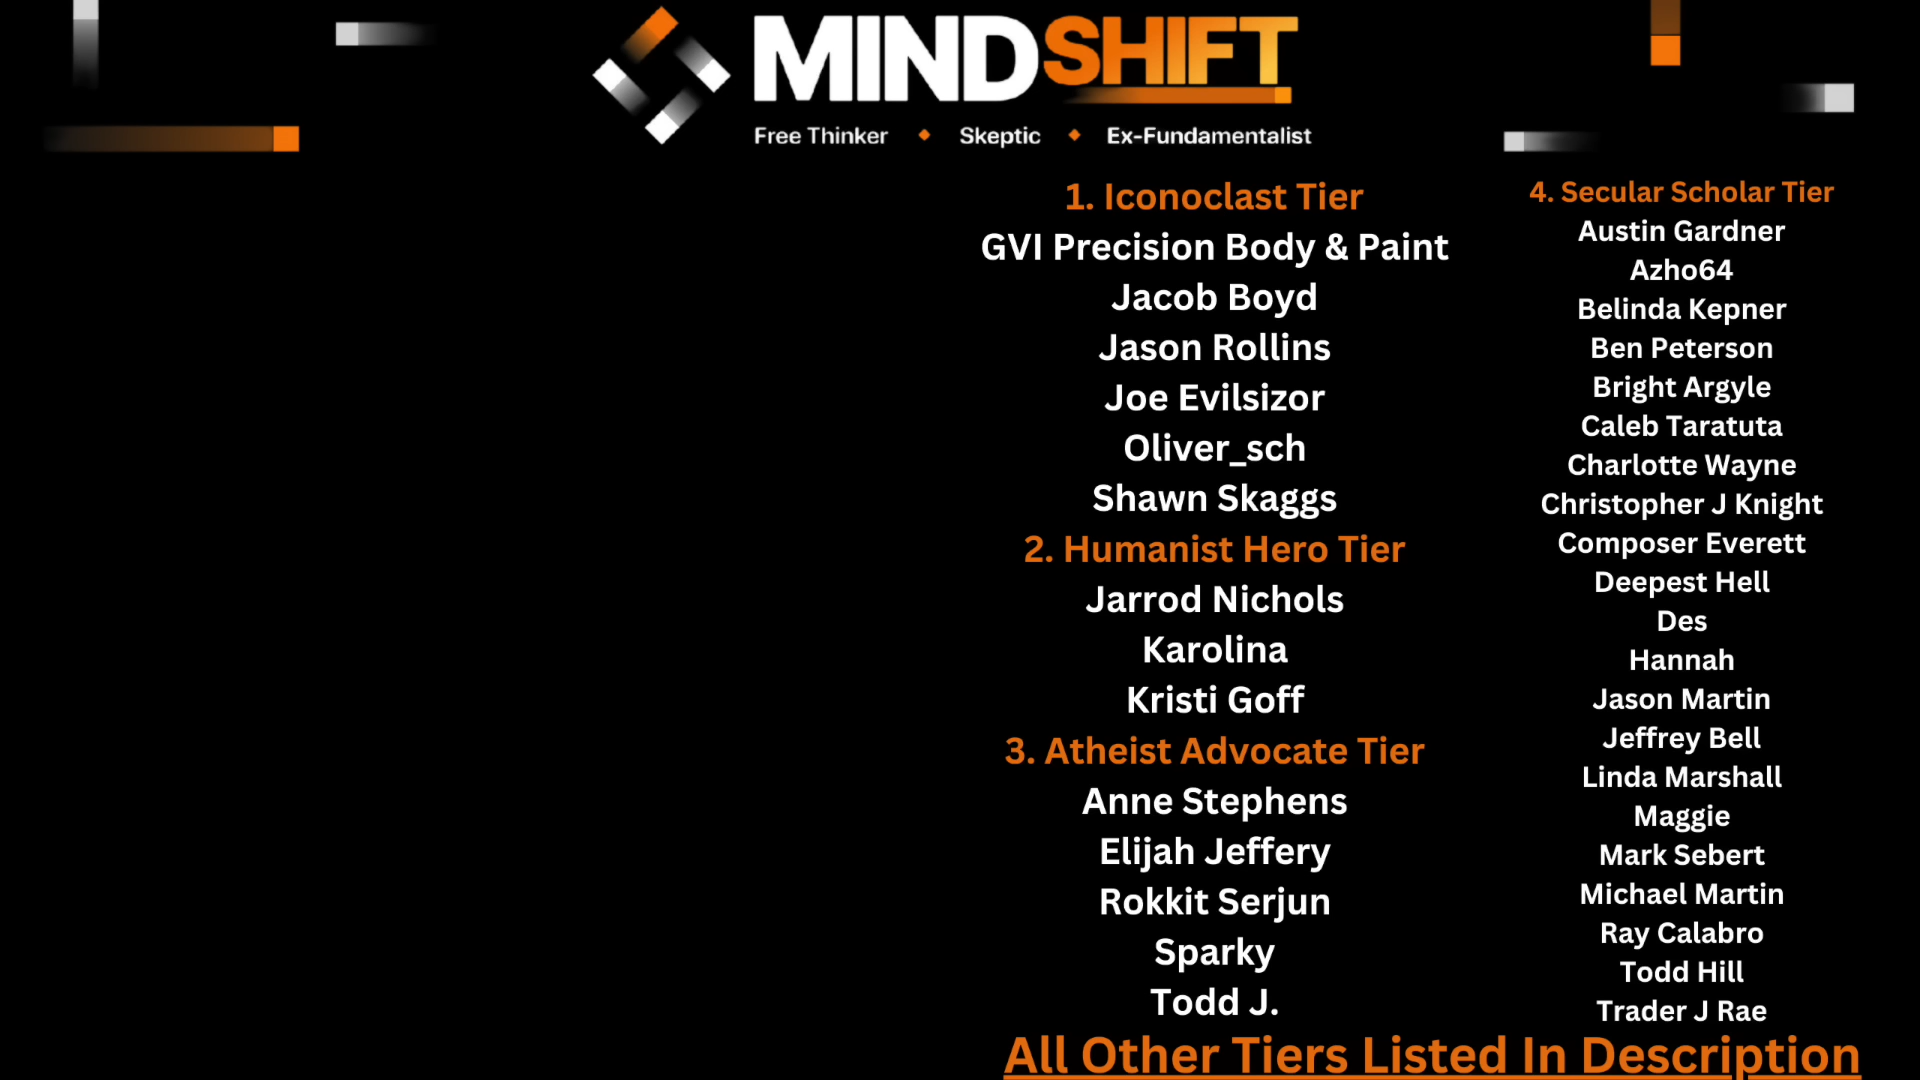 MINDSHIFT
Free Thinker ◆ Skeptic ◆ Ex-Fundamentalist
1. Iconoclast Tier
GVI Precision Body & Paint
Jacob Boyd
Jason Rollins
Joe Evilsizor
Oliver_sch
Shawn Skaggs
2. Humanist Hero Tier
Jarrod Nichols
Karolina
Kristi Goff
3. Atheist Advocate Tier
Anne Stephens
Elijah Jeffery
Rokkit Serjun
Sparky
Todd J.
4. Secular Scholar Tier
Austin Gardner
Azho64
Belinda Kepner
Ben Peterson
Bright Argyle
Caleb Taratuta
Charlotte Wayne
Christopher J Knight
Composer Everett
Deepest Hell
Des
Hannah
Jason Martin
Jeffrey Bell
Linda Marshall
Maggie
Mark Sebert
Michael Martin
Ray Calabro
Todd Hill
Trader J Rae
All Other Tiers Listed In Description